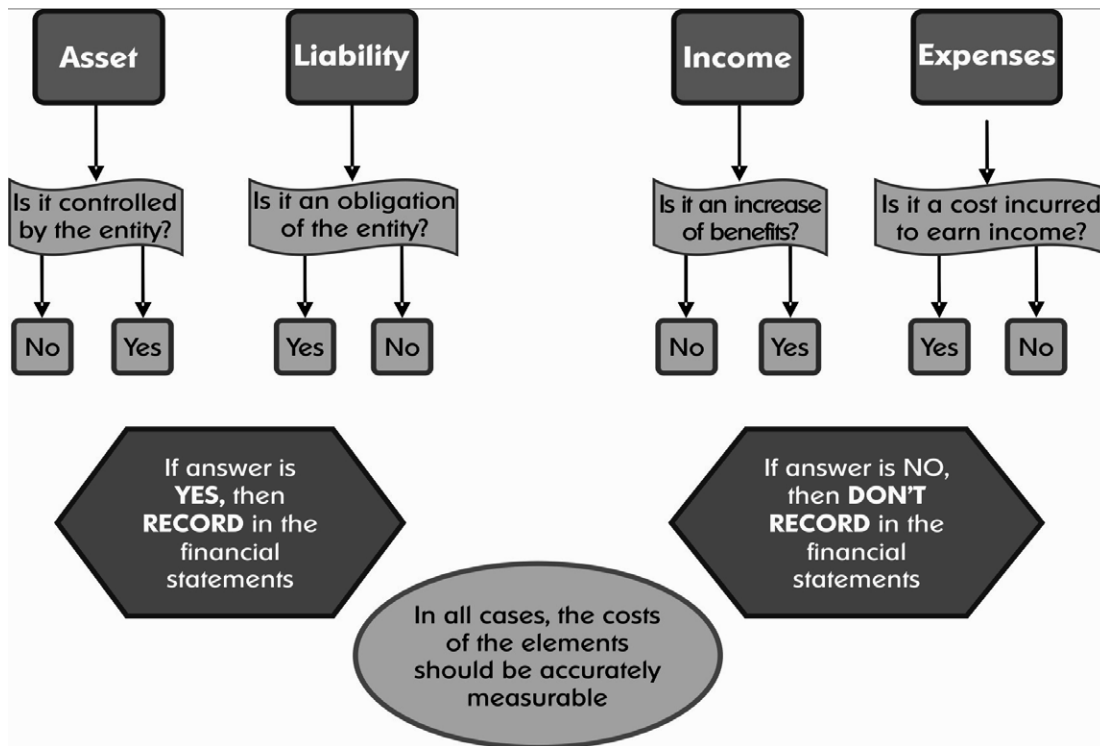 Asset
Liability
Income
Expenses
Is it controlled
by the entity?
Is it an obligation
of the entity?
Is it an increase
of benefits?
Is it a cost incurred
to earn income?
No
Yes
Yes
No
No
Yes
Yes
No
If answer is
YES, then
RECORD in the
financial
statements
If answer is NO,
then DON'T
RECORD in the
financial
statements
In all cases, the costs
of the elements
should be accurately
measurable